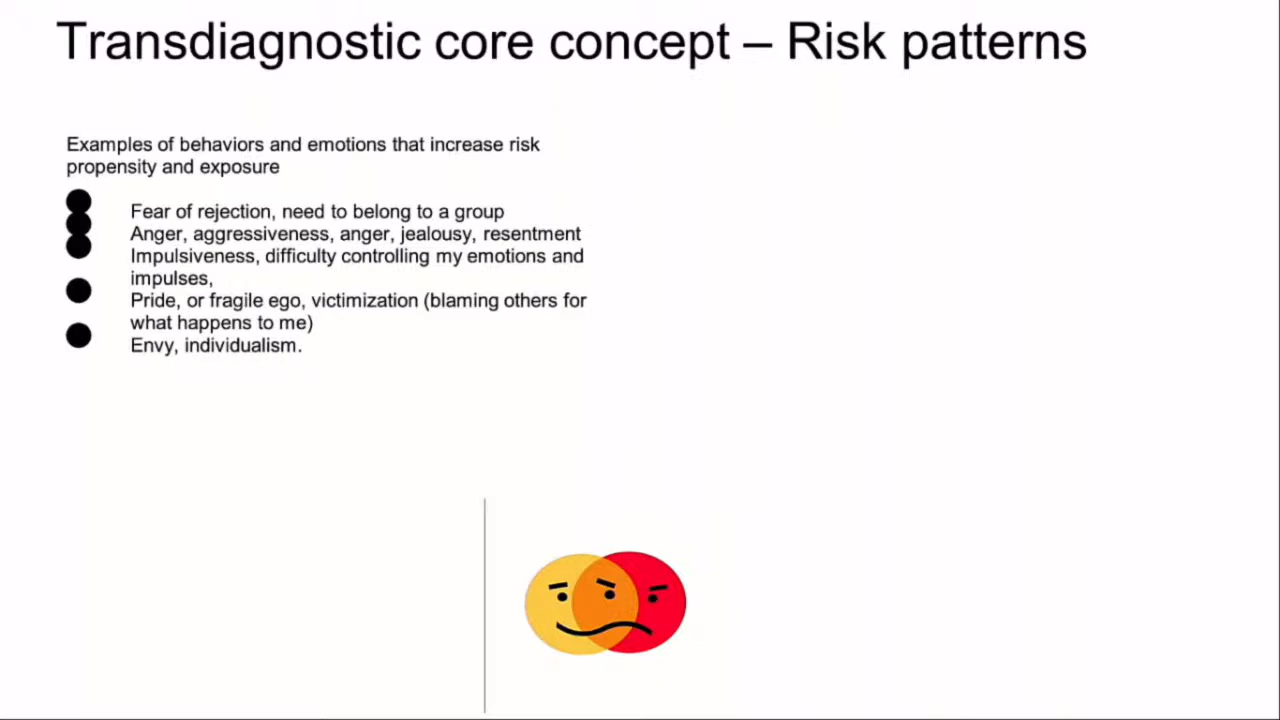 Transdiagnostic core concept – Risk patterns
Examples of behaviors and emotions that increase risk
propensity and exposure
Fear of rejection, need to belong to a group
Anger, aggressiveness, anger, jealousy, resentment
Impulsiveness, difficulty controlling my emotions and
impulses,
Pride, or fragile ego, victimization (blaming others for
what happens to me)
Envy, individualism.